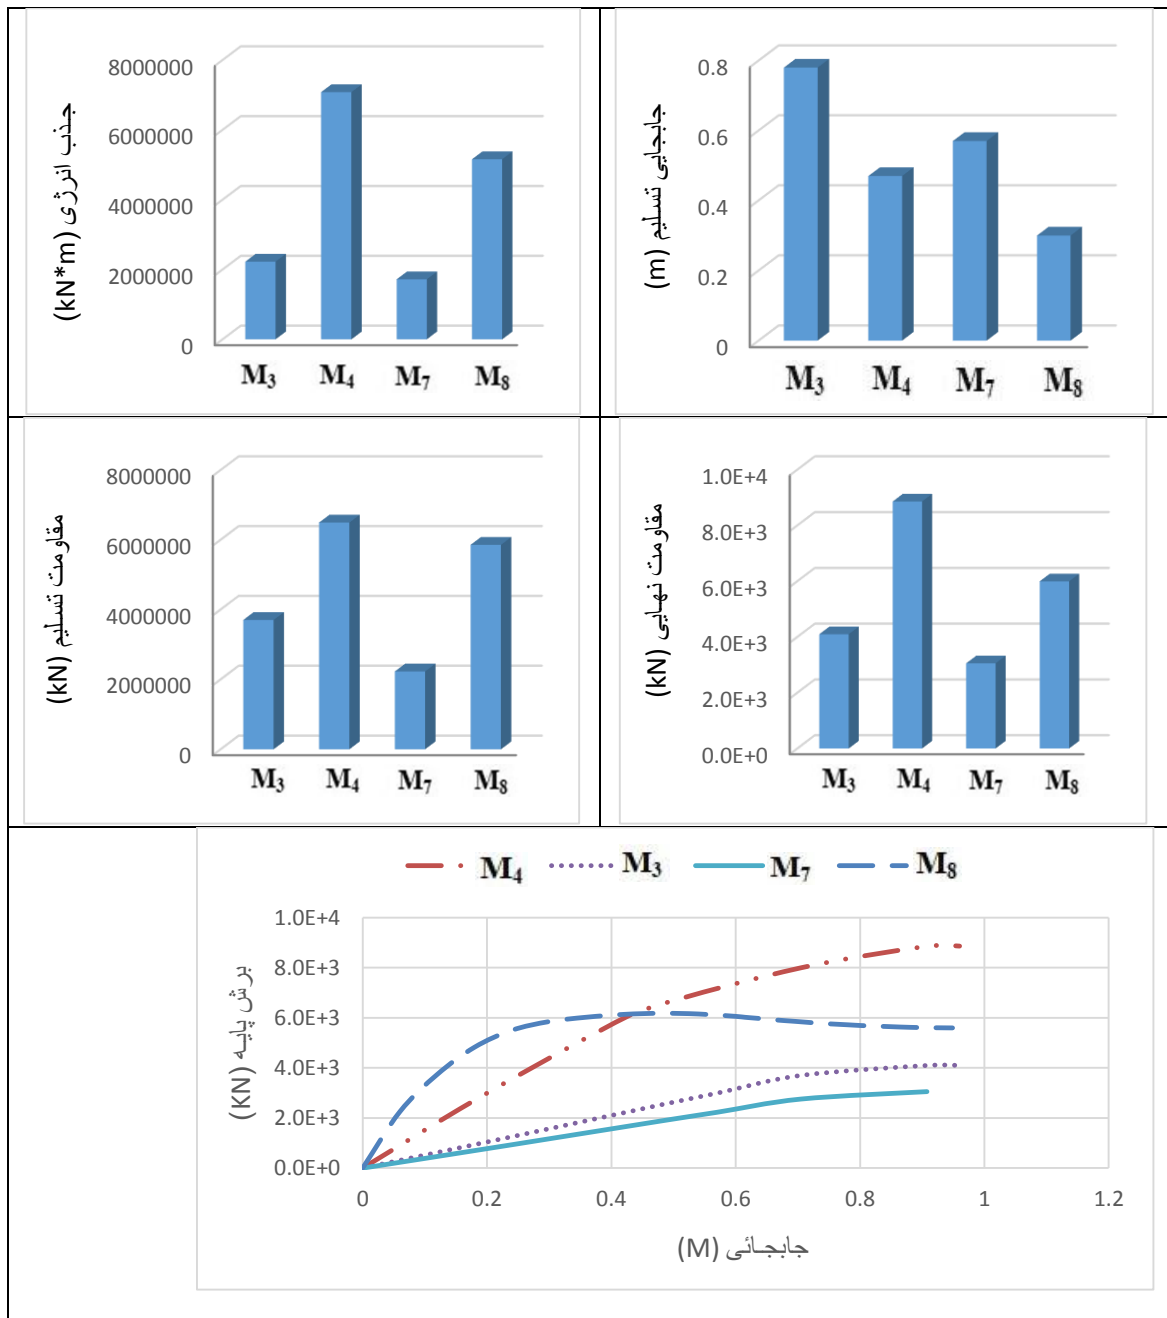 جذب انرژی (kN*m)
8000000
6000000
4000000
2000000
0
M₃ M₄ M₇ M₈
جابجایی تسلیم (m)
0.8
0.6
0.4
0.2
0
M₃ M₄ M₇ M₈
مقاومت تسلیم (kN)
8000000
6000000
4000000
2000000
0
M₃ M₄ M₇ M₈
مقاومت نهایی (kN)
1.0E+4
8.0E+3
6.0E+3
4.0E+3
2.0E+3
0.0E+0
M₃ M₄ M₇ M₈
M₄ M₃ M₇ M₈
برش پایه (KN)
1.0E+4
8.0E+3
6.0E+3
4.0E+3
2.0E+3
0.0E+0
0 0.2 0.4 0.6 0.8 1 1.2
جابجائی (M)